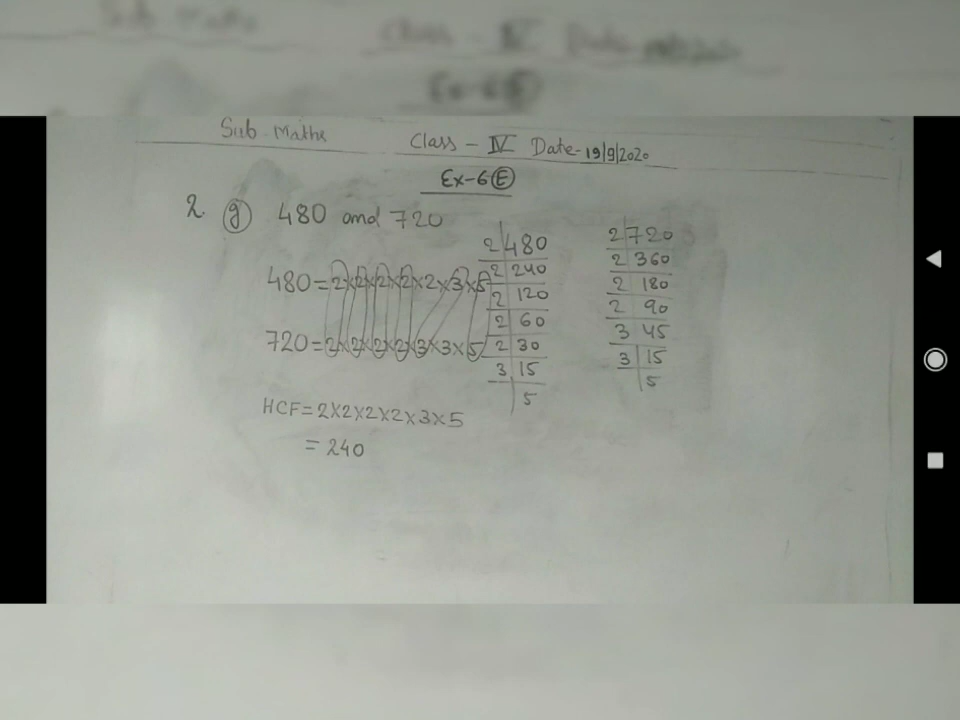 Sub - Maths Class - IV Date - 19/9/2020
Ex-6 E
2. g 480 and 720
480 = 2×2×2×2×2×3×5
720 = 2×2×2×2×3×3×5
HCF = 2×2×2×2×3×5
= 240
2 480
2 240
2 120
2 60
2 30
3 15
5
2 720
2 360
2 180
2 90
3 45
3 15
5